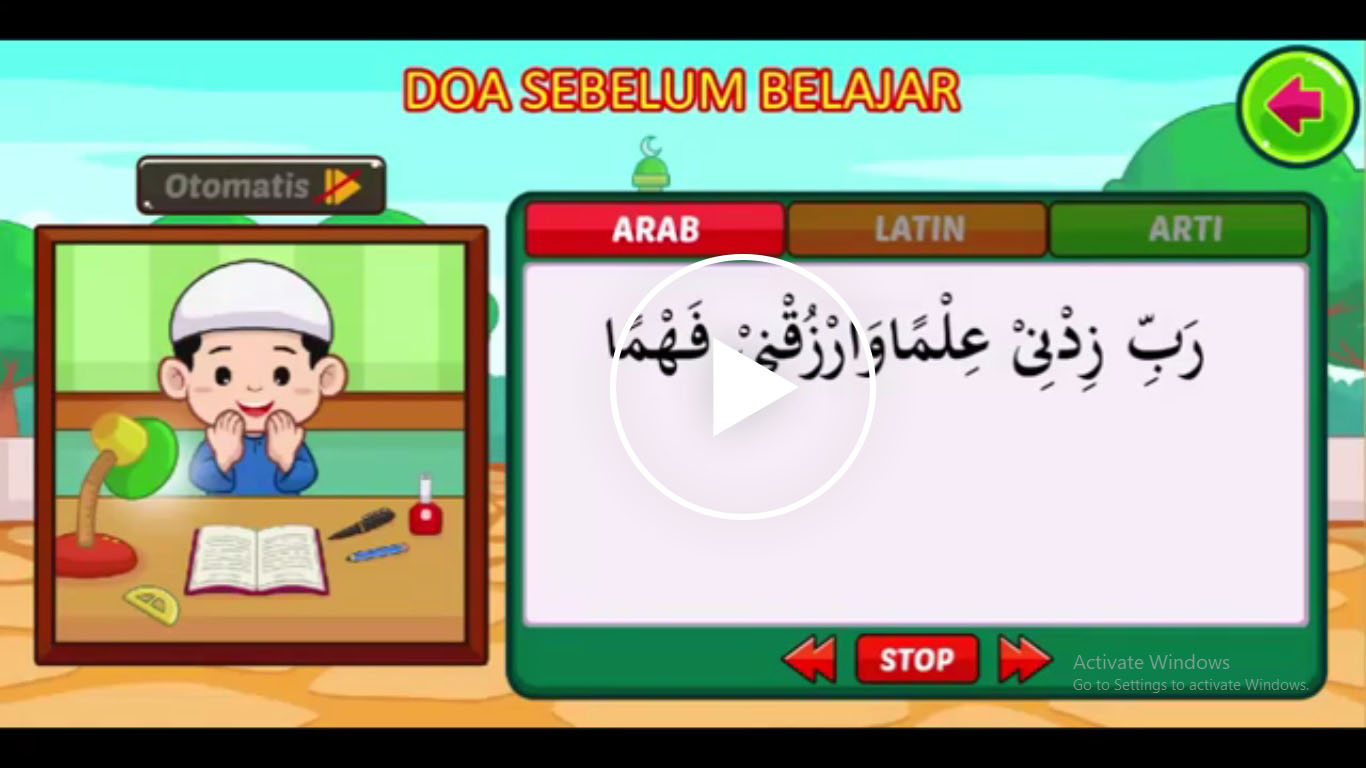 DOA SEBELUM BELAJAR
Otomatis
ARAB
LATIN
ARTI
رَبِّ زِدْنِيْ عِلْمًاوَارْزُقْنِيْ فَهْمًا
STOP
Activate Windows
Go to Settings to activate Windows.